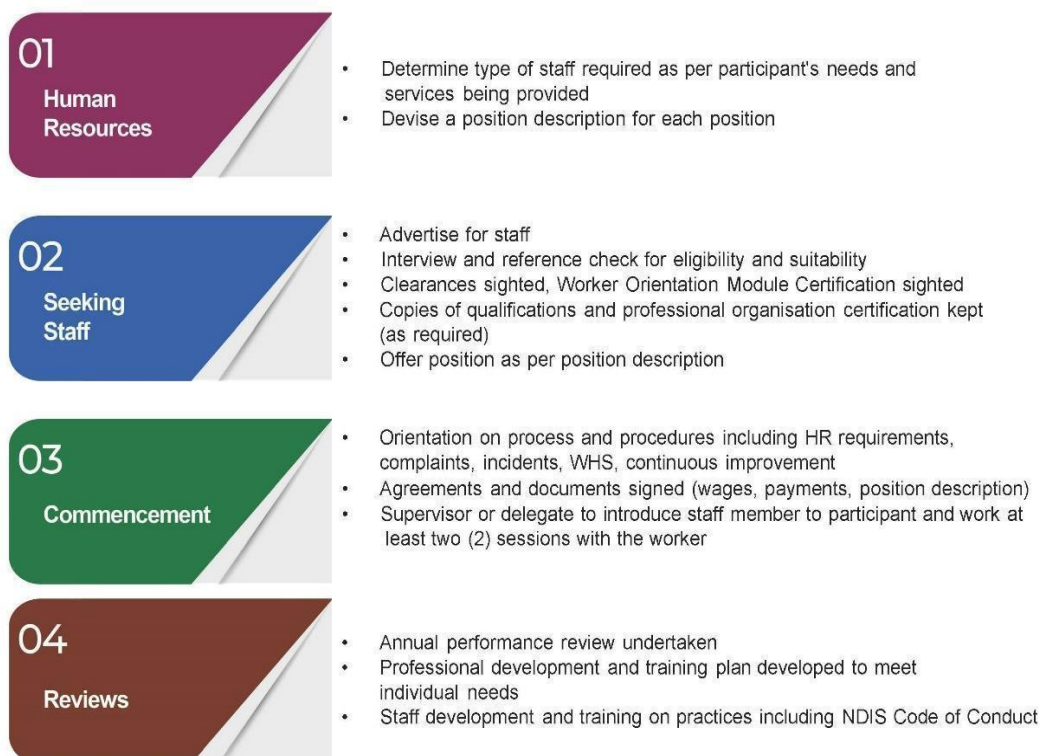 01
Human
Resources
• Determine type of staff required as per participant's needs and
services being provided
• Devise a position description for each position
02
Seeking
Staff
• Advertise for staff
• Interview and reference check for eligibility and suitability
• Clearances sighted, Worker Orientation Module Certification sighted
• Copies of qualifications and professional organisation certification kept
(as required)
• Offer position as per position description
03
Commencement
• Orientation on process and procedures including HR requirements,
complaints, incidents, WHS, continuous improvement
• Agreements and documents signed (wages, payments, position description)
• Supervisor or delegate to introduce staff member to participant and work at
least two (2) sessions with the worker
04
Reviews
• Annual performance review undertaken
• Professional development and training plan developed to meet
individual needs
• Staff development and training on practices including NDIS Code of Conduct